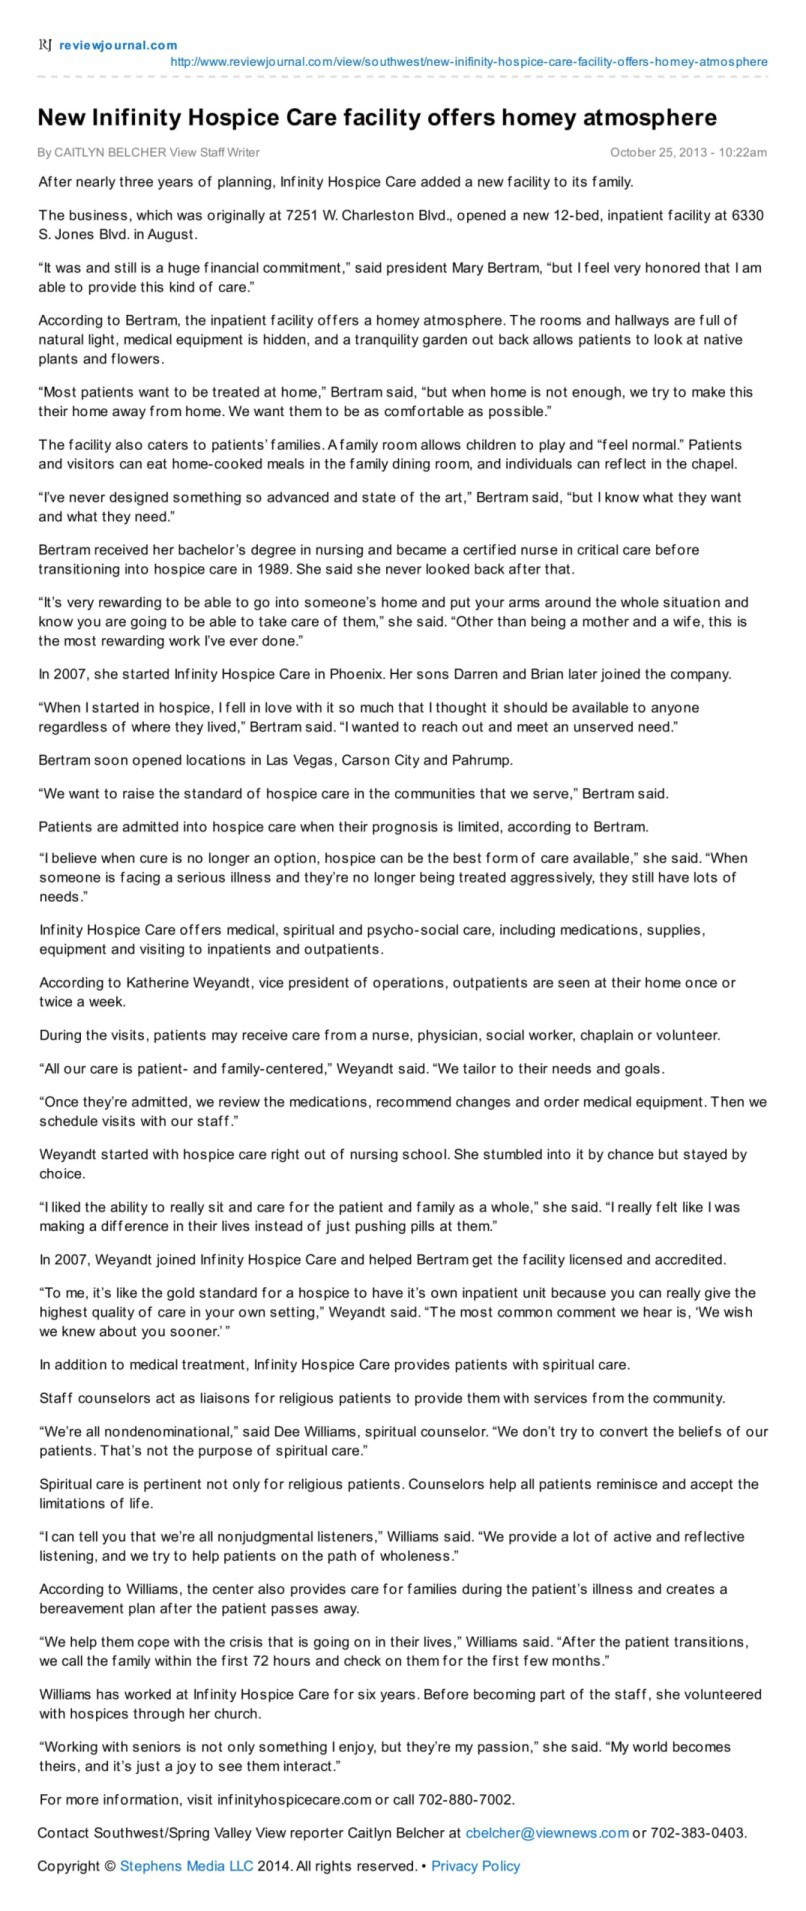 RJ reviewjournal.com
http://www.reviewjournal.com/view/southwest/new-inifinity-hospice-care-facility-offers-homey-atmosphere
New Inifinity Hospice Care facility offers homey atmosphere
By CAITLYN BELCHER View Staff Writer
October 25, 2013 - 10:22am
After nearly three years of planning, Infinity Hospice Care added a new facility to its family.
The business, which was originally at 7251 W. Charleston Blvd., opened a new 12-bed, inpatient facility at 6330
S. Jones Blvd. in August.
“It was and still is a huge financial commitment,” said president Mary Bertram, “but I feel very honored that I am
able to provide this kind of care.”
According to Bertram, the inpatient facility offers a homey atmosphere. The rooms and hallways are full of
natural light, medical equipment is hidden, and a tranquility garden out back allows patients to look at native
plants and flowers.
“Most patients want to be treated at home,” Bertram said, “but when home is not enough, we try to make this
their home away from home. We want them to be as comfortable as possible.”
The facility also caters to patients’ families. A family room allows children to play and “feel normal.” Patients
and visitors can eat home-cooked meals in the family dining room, and individuals can reflect in the chapel.
“I’ve never designed something so advanced and state of the art,” Bertram said, “but I know what they want
and what they need.”
Bertram received her bachelor’s degree in nursing and became a certified nurse in critical care before
transitioning into hospice care in 1989. She said she never looked back after that.
“It’s very rewarding to be able to go into someone’s home and put your arms around the whole situation and
know you are going to be able to take care of them,” she said. “Other than being a mother and a wife, this is
the most rewarding work I’ve ever done.”
In 2007, she started Infinity Hospice Care in Phoenix. Her sons Darren and Brian later joined the company.
“When I started in hospice, I fell in love with it so much that I thought it should be available to anyone
regardless of where they lived,” Bertram said. “I wanted to reach out and meet an unserved need.”
Bertram soon opened locations in Las Vegas, Carson City and Pahrump.
“We want to raise the standard of hospice care in the communities that we serve,” Bertram said.
Patients are admitted into hospice care when their prognosis is limited, according to Bertram.
“I believe when cure is no longer an option, hospice can be the best form of care available,” she said. “When
someone is facing a serious illness and they’re no longer being treated aggressively, they still have lots of
needs.”
Infinity Hospice Care offers medical, spiritual and psycho-social care, including medications, supplies,
equipment and visiting to inpatients and outpatients.
According to Katherine Weyandt, vice president of operations, outpatients are seen at their home once or
twice a week.
During the visits, patients may receive care from a nurse, physician, social worker, chaplain or volunteer.
“All our care is patient- and family-centered,” Weyandt said. “We tailor to their needs and goals.
“Once they’re admitted, we review the medications, recommend changes and order medical equipment. Then we
schedule visits with our staff.”
Weyandt started with hospice care right out of nursing school. She stumbled into it by chance but stayed by
choice.
“I liked the ability to really sit and care for the patient and family as a whole,” she said. “I really felt like I was
making a difference in their lives instead of just pushing pills at them.”
In 2007, Weyandt joined Infinity Hospice Care and helped Bertram get the facility licensed and accredited.
“To me, it’s like the gold standard for a hospice to have it’s own inpatient unit because you can really give the
highest quality of care in your own setting,” Weyandt said. “The most common comment we hear is, ‘We wish
we knew about you sooner.’ ”
In addition to medical treatment, Infinity Hospice Care provides patients with spiritual care.
Staff counselors act as liaisons for religious patients to provide them with services from the community.
“We’re all nondenominational,” said Dee Williams, spiritual counselor. “We don’t try to convert the beliefs of our
patients. That’s not the purpose of spiritual care.”
Spiritual care is pertinent not only for religious patients. Counselors help all patients reminisce and accept the
limitations of life.
“I can tell you that we’re all nonjudgmental listeners,” Williams said. “We provide a lot of active and reflective
listening, and we try to help patients on the path of wholeness.”
According to Williams, the center also provides care for families during the patient’s illness and creates a
bereavement plan after the patient passes away.
“We help them cope with the crisis that is going on in their lives,” Williams said. “After the patient transitions,
we call the family within the first 72 hours and check on them for the first few months.”
Williams has worked at Infinity Hospice Care for six years. Before becoming part of the staff, she volunteered
with hospices through her church.
“Working with seniors is not only something I enjoy, but they’re my passion,” she said. “My world becomes
theirs, and it’s just a joy to see them interact.”
For more information, visit infinityhospicecare.com or call 702-880-7002.
Contact Southwest/Spring Valley View reporter Caitlyn Belcher at cbelcher@viewnews.com or 702-383-0403.
Copyright © Stephens Media LLC 2014. All rights reserved. • Privacy Policy